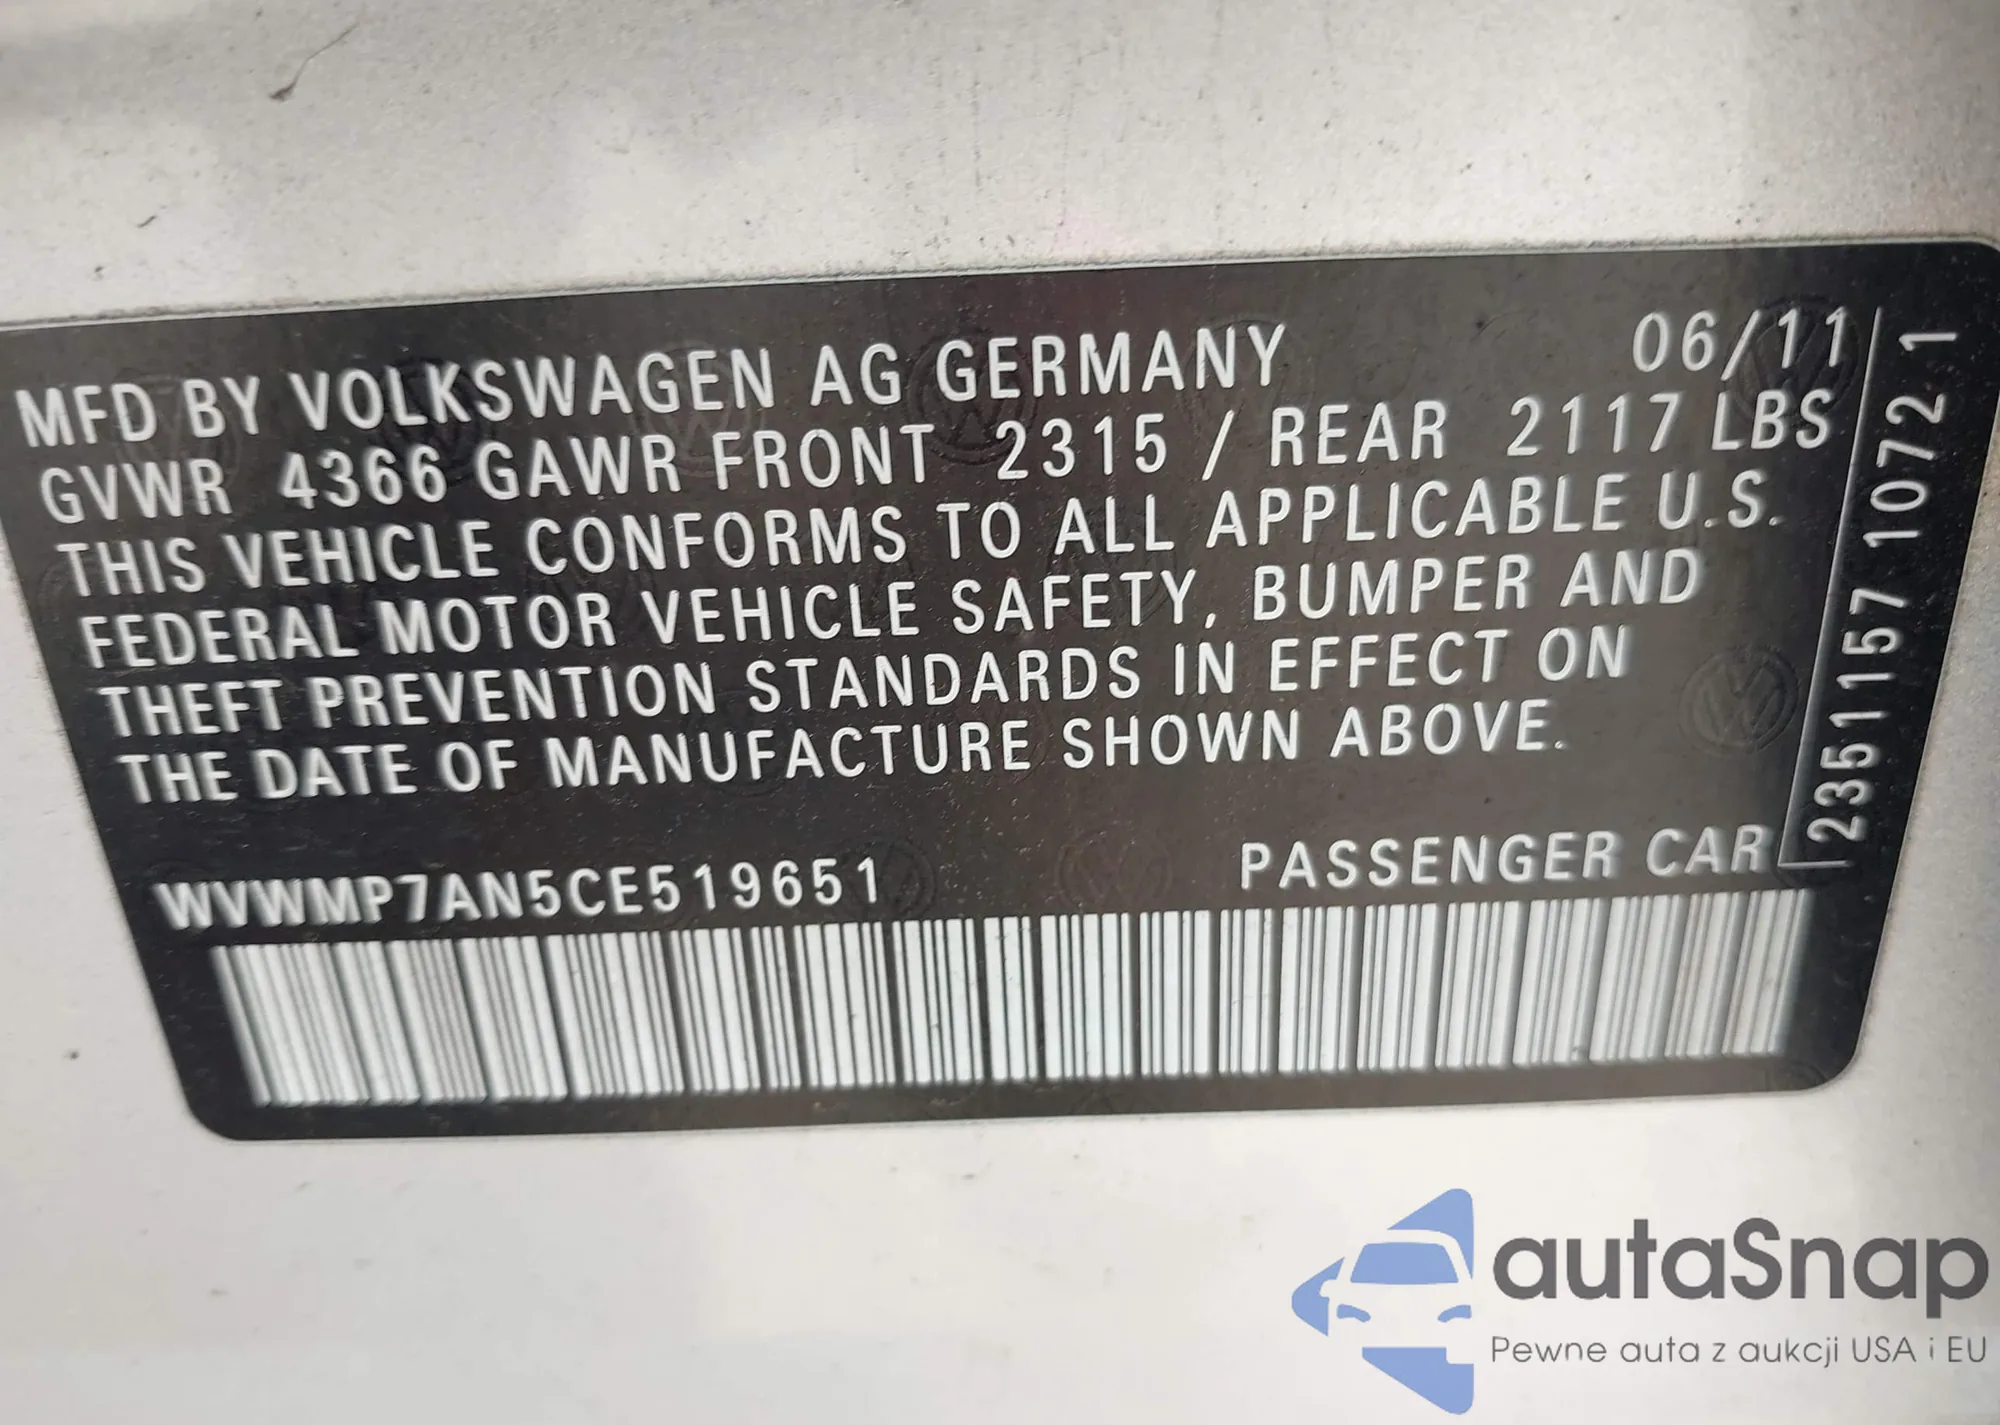 MFD BY VOLKSWAGEN AG GERMANY 06/11
GVWR 4366 GAWR FRONT 2315 / REAR 2117 LBS
THIS VEHICLE CONFORMS TO ALL APPLICABLE U.S.
FEDERAL MOTOR VEHICLE SAFETY, BUMPER AND
THEFT PREVENTION STANDARDS IN EFFECT ON
THE DATE OF MANUFACTURE SHOWN ABOVE.
WVWMP7AN5CE519651 PASSENGER CAR
2351157 1072 1
autaSnap
Pewne auta z aukcji USA i EU